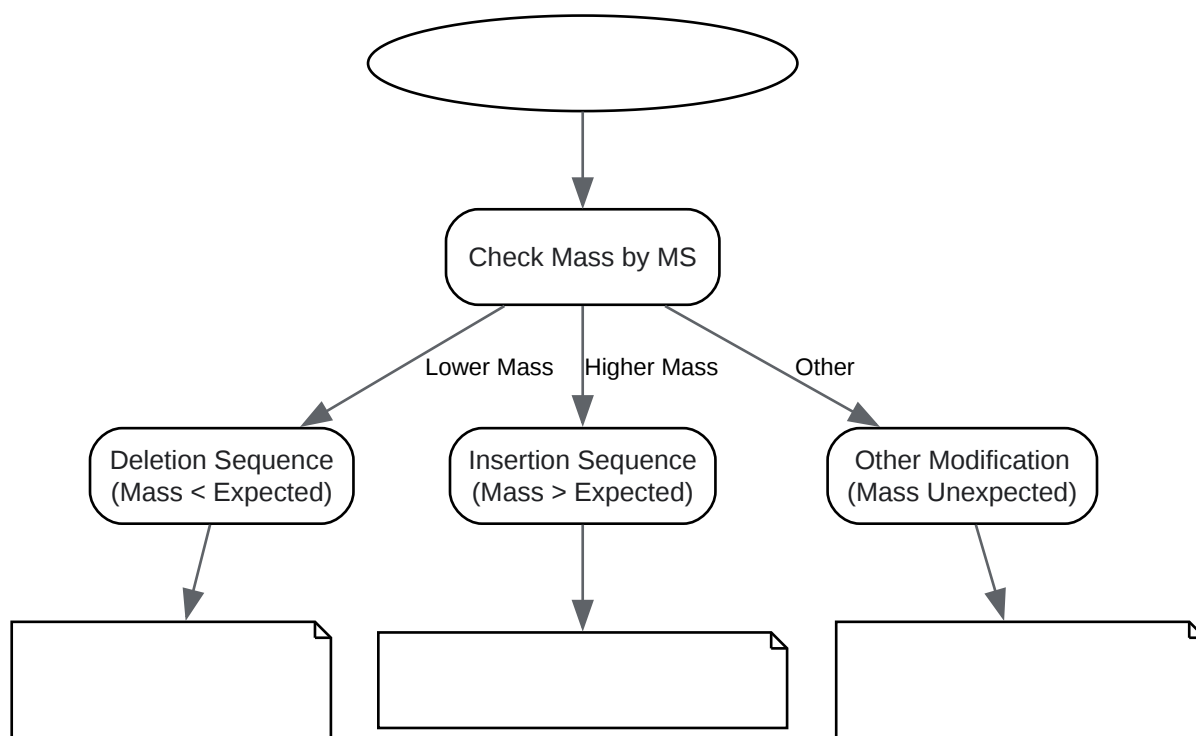 Check Mass by MS
Lower Mass
Higher Mass
Other
Deletion Sequence
(Mass < Expected)
Insertion Sequence
(Mass > Expected)
Other Modification
(Mass Unexpected)